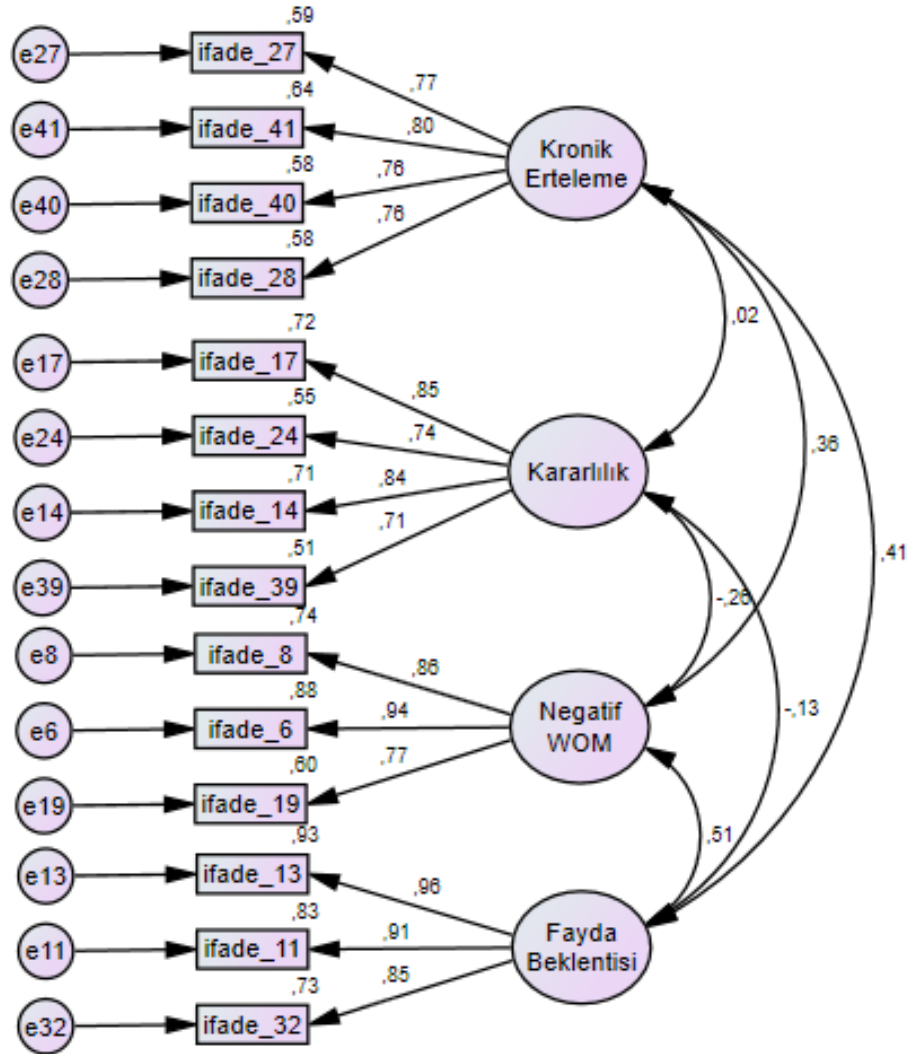 ,59
e27
ifade_27
,77
,64
e41
ifade_41
,80
,58
e40
ifade_40
,76
,58
e28
ifade_28
,76
Kronik
Erteleme
,02
,72
e17
ifade_17
,85
,55
e24
ifade_24
,74
,71
e14
ifade_14
,84
,51
e39
ifade_39
,71
Kararlılık
,36
,41
-,26
-,13
,74
e8
ifade_8
,86
,88
e6
ifade_6
,94
,60
e19
ifade_19
,77
Negatif
WOM
,51
,93
e13
ifade_13
,96
,83
e11
ifade_11
,91
,73
e32
ifade_32
,85
Fayda
Beklentisi